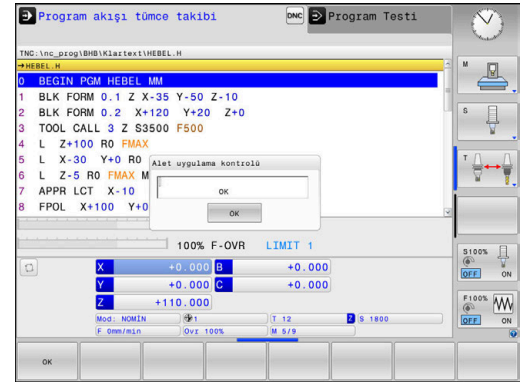 Program akışı tümce takibi
DNC
Program Testi
TNC:\nc_prog\BHB\Klartext\HEBEL.H
→HEBEL.H
0 BEGIN PGM HEBEL MM
1 BLK FORM 0.1 Z X-35 Y-50 Z-10
2 BLK FORM 0.2 X+120 Y+20 Z+0
3 TOOL CALL 3 Z S3500 F500
4 L Z+100 R0 FMAX
5 L X-30 Y+0 R0
6 L Z-5 R0 FMAX M
7 APPR LCT X-10
8 FPOL X+100 Y+0
Alet uygulama kontrolü
OK
OK
100% F-OVR LIMIT 1
X +0.000 B +0.000
Y +0.000 C +0.000
Z +110.000
Mod: NOMİN 1 T 12 Z S 1800
F 0mm/min Ovr 100% M 5/9
M
S
T
S100%
OFF ON
F100%
OFF ON
OK